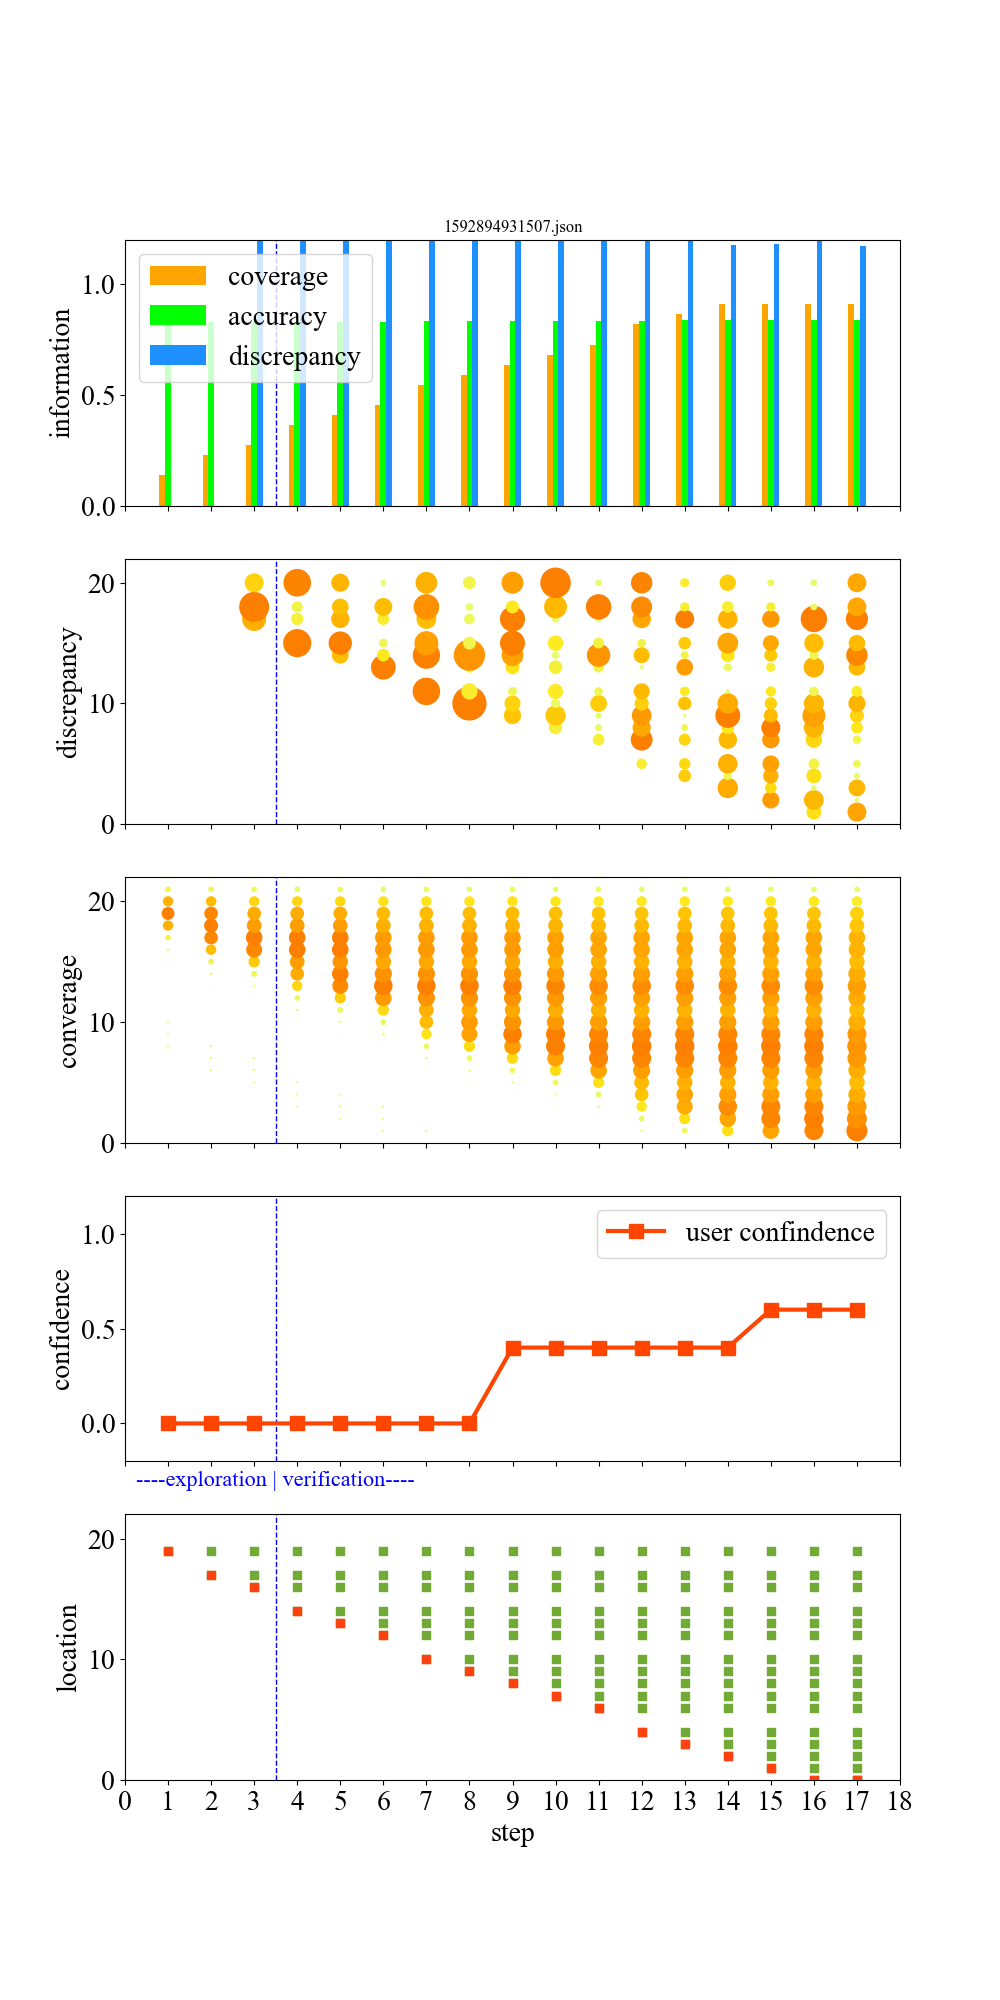 1592894931507.json
1.0
0.5
0.0
information
coverage
accuracy
discrepancy
20
10
0
discrepancy
20
10
0
converage
1.0
0.5
0.0
confidence
user confindence
----exploration | verification----
20
10
0
location
0 1 2 3 4 5 6 7 8 9 10 11 12 13 14 15 16 17 18
step